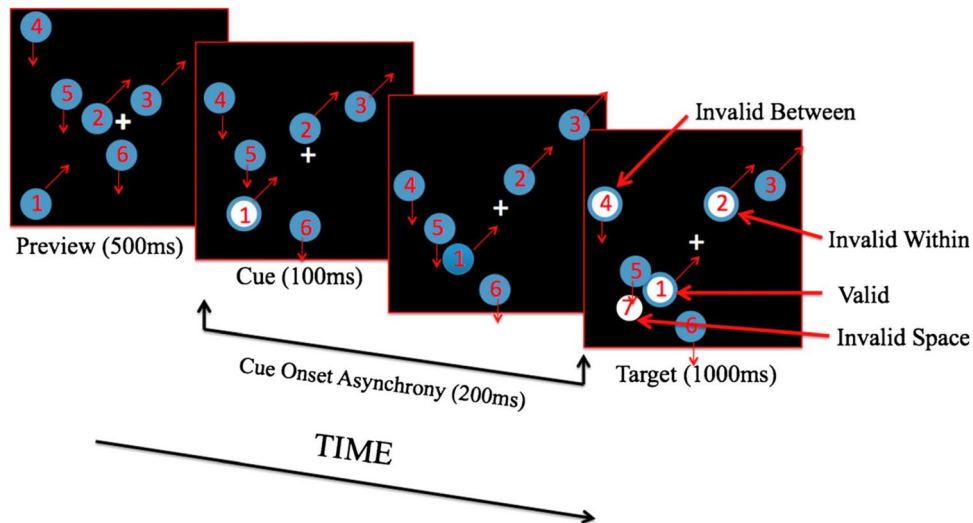 4
5
2
3
6
1
Preview (500ms)
4
3
2
5
1
6
Cue (100ms)
3
4
2
5
1
6
Cue Onset Asynchrony (200ms)
Invalid Between
3
4
2
Invalid Within
5
1
Valid
7
Invalid Space
6
Target (1000ms)
TIME